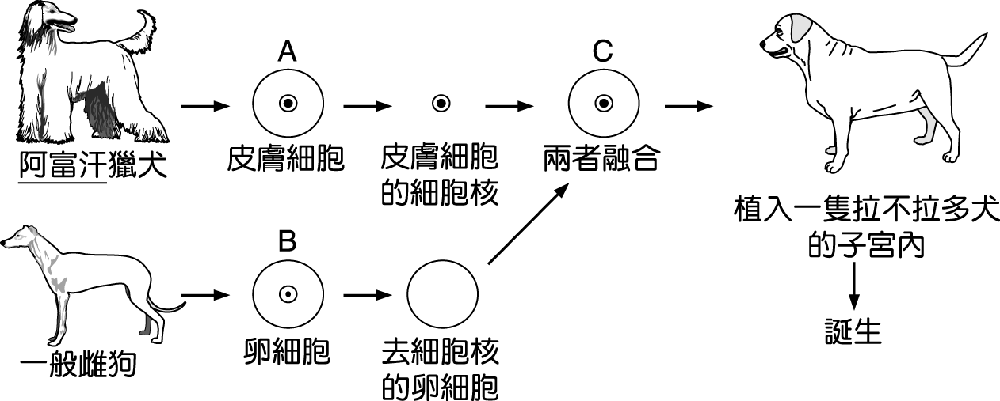 A
C
阿富汗獵犬
皮膚細胞
皮膚細胞
的細胞核
兩者融合
植入一隻拉不拉多犬
的子宮內
誕生
B
一般雌狗
卵細胞
去細胞核
的卵細胞